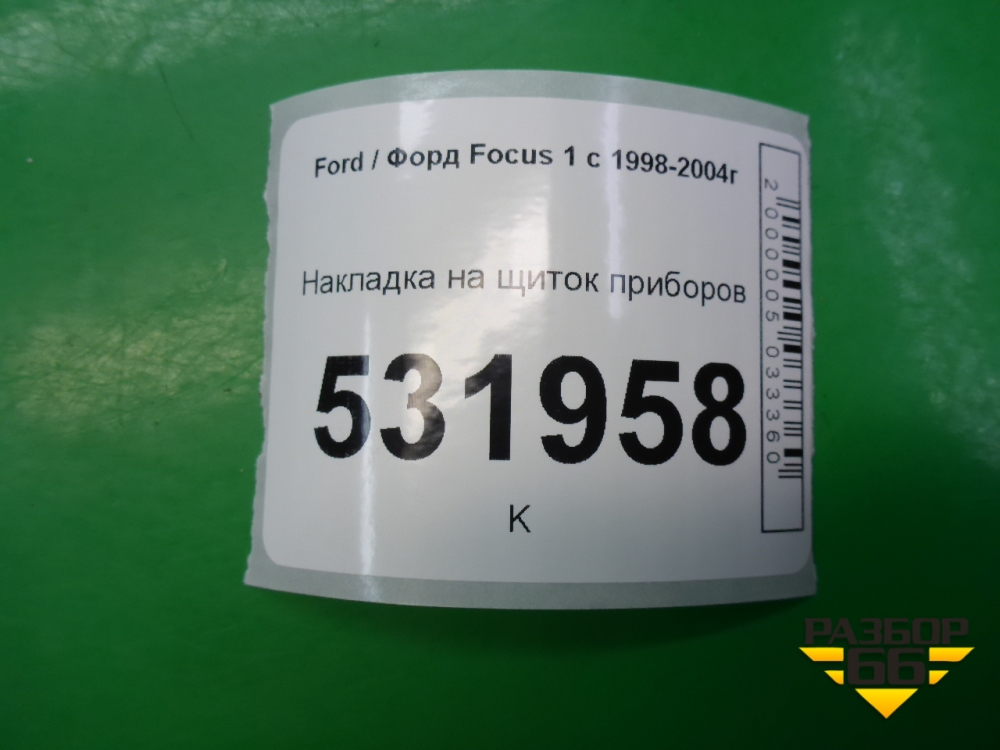 Ford / Форд Focus 1 с 1998-2004г
Накладка на щиток приборов
531958
К
2000005033360
РАЗБОР
66